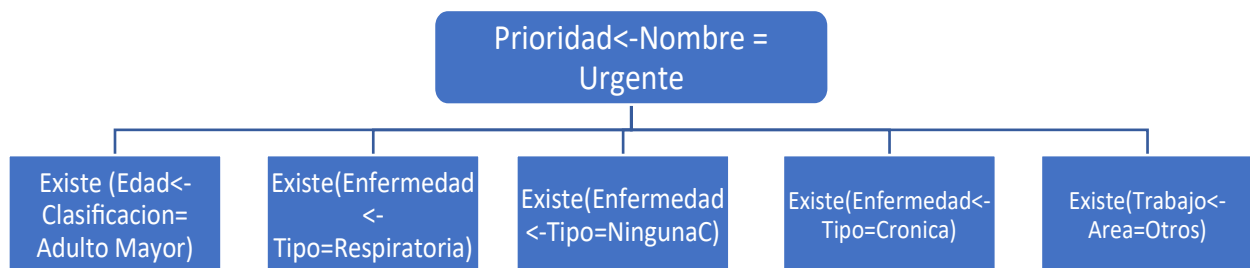 Prioridad<-Nombre =
Urgente
Existe (Edad<-
Clasificacion=
Adulto Mayor)
Existe(Enfermedad
<-
Tipo=Respiratoria)
Existe(Enfermedad
<-Tipo=NingunaC)
Existe(Enfermedad<-
Tipo=Cronica)
Existe(Trabajo<-
Area=Otros)